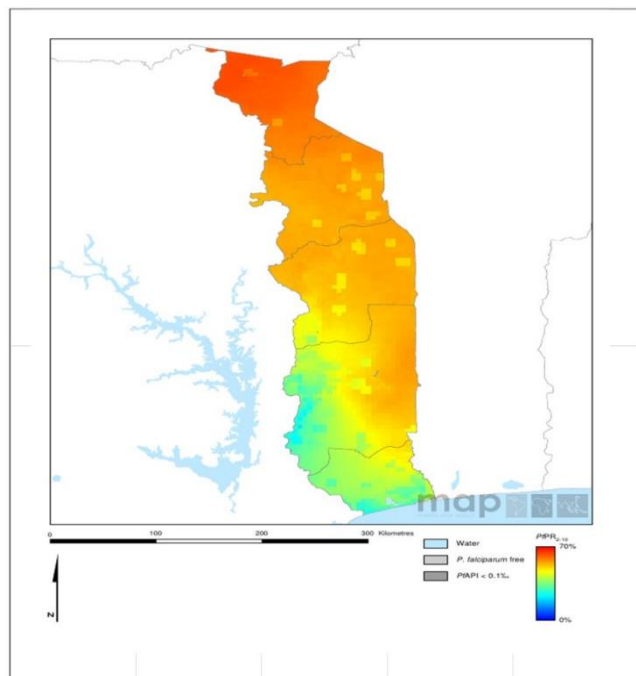 map
0 100 200 300 Kilometres
Water
P. falciparum free
PfAPI < 0.1‰
PfPR2-10
70%
0%
N